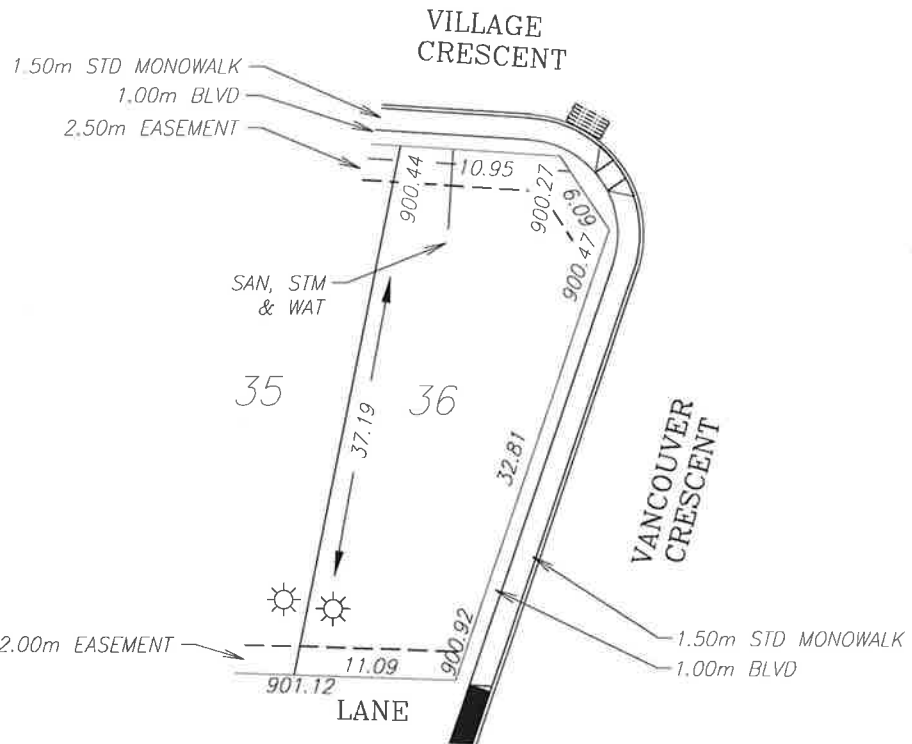 VILLAGE
CRESCENT
1.50m STD MONOWALK
1.00m BLVD
2.50m EASEMENT
10.95
900.44
900.27
6.09
900.47
SAN, STM
& WAT
35
36
37.19
32.81
VANCOUVER
CRESCENT
2.00m EASEMENT
900.92
11.09
901.12
LANE
1.50m STD MONOWALK
1.00m BLVD